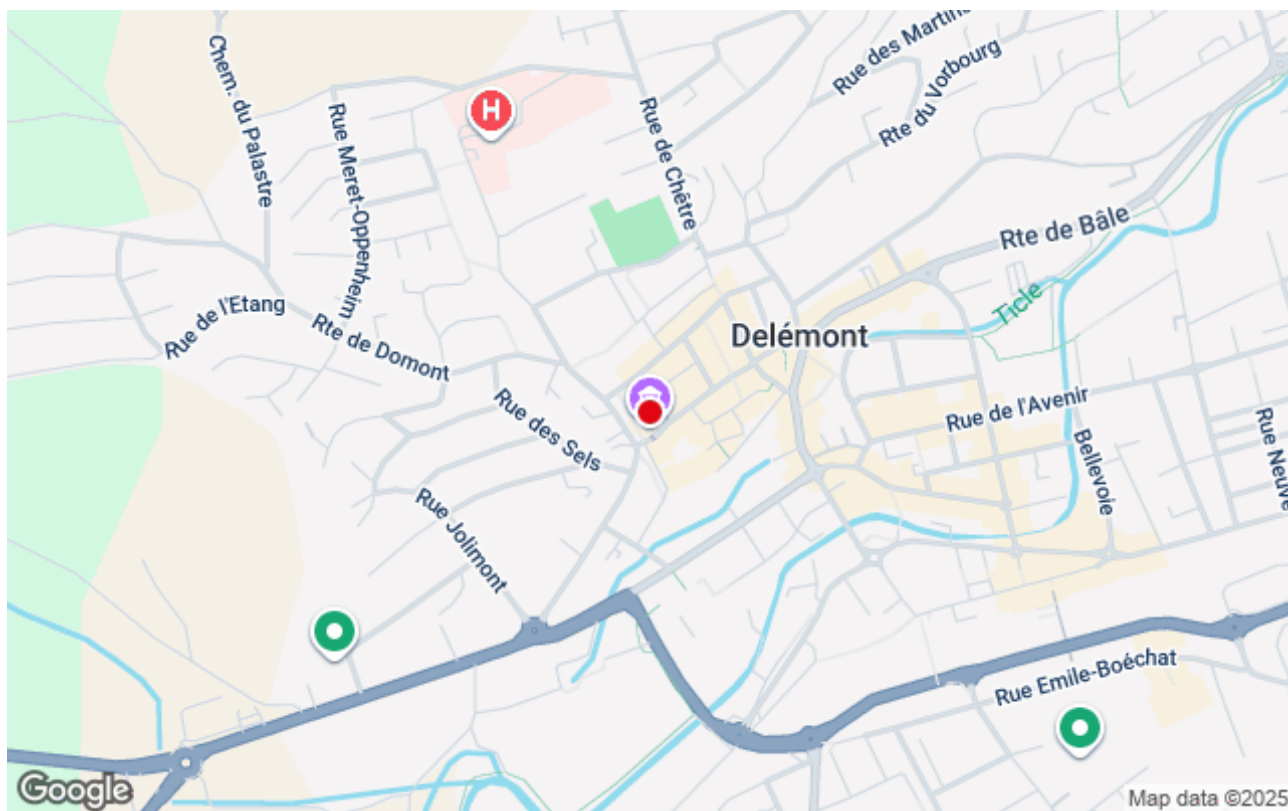 Rue des Martins
Chem. du Palastre
Rte du Vorbourg
Rue Meret-Oppenheim
H
Rue de Chêtre
Rte de Bâle
Rue de l'Etang
Ticle
Rte de Domont
Delémont
Rue de l'Avenir
Rue des Sels
Bellevoie
Rue Neuve
Rue Jolimont
Rue Emile-Boéchat
Google
Map data ©2025